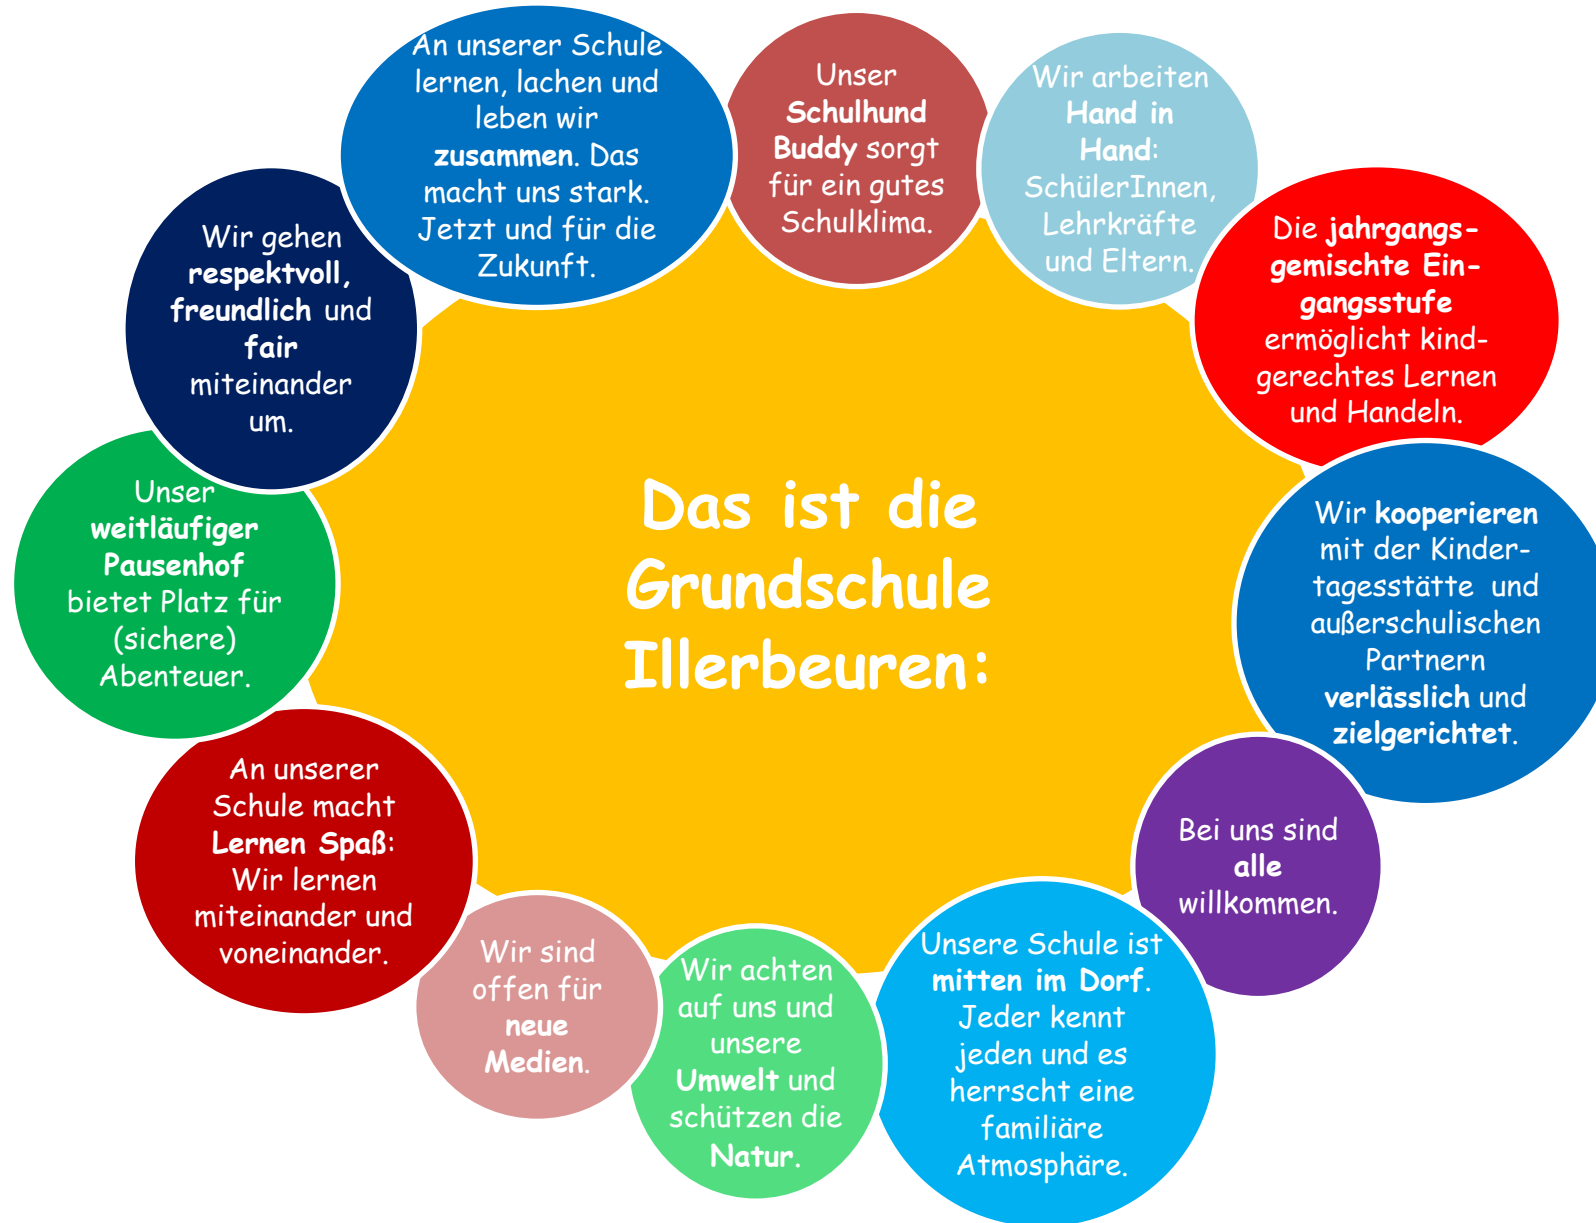 Das ist die
Grundschule
Illerbeuren:
An unserer Schule
lernen, lachen und
leben wir
zusammen. Das
macht uns stark.
Jetzt und für die
Zukunft.
Unser
Schulhund
Buddy sorgt
für ein gutes
Schulklima.
Wir arbeiten
Hand in
Hand:
SchülerInnen,
Lehrkräfte
und Eltern.
Die jahrgangs-
gemischte Ein-
gangsstufe
ermöglicht kind-
gerechtes Lernen
und Handeln.
Wir kooperieren
mit der Kinder-
tagesstätte und
außerschulischen
Partnern
verlässlich und
zielgerichtet.
Bei uns sind
alle
willkommen.
Unsere Schule ist
mitten im Dorf.
Jeder kennt
jeden und es
herrscht eine
familiäre
Atmosphäre.
Wir achten
auf uns und
unsere
Umwelt und
schützen die
Natur.
Wir sind
offen für
neue
Medien.
An unserer
Schule macht
Lernen Spaß:
Wir lernen
miteinander und
voneinander.
Unser
weitläufiger
Pausenhof
bietet Platz für
(sichere)
Abenteuer.
Wir gehen
respektvoll,
freundlich und
fair
miteinander
um.